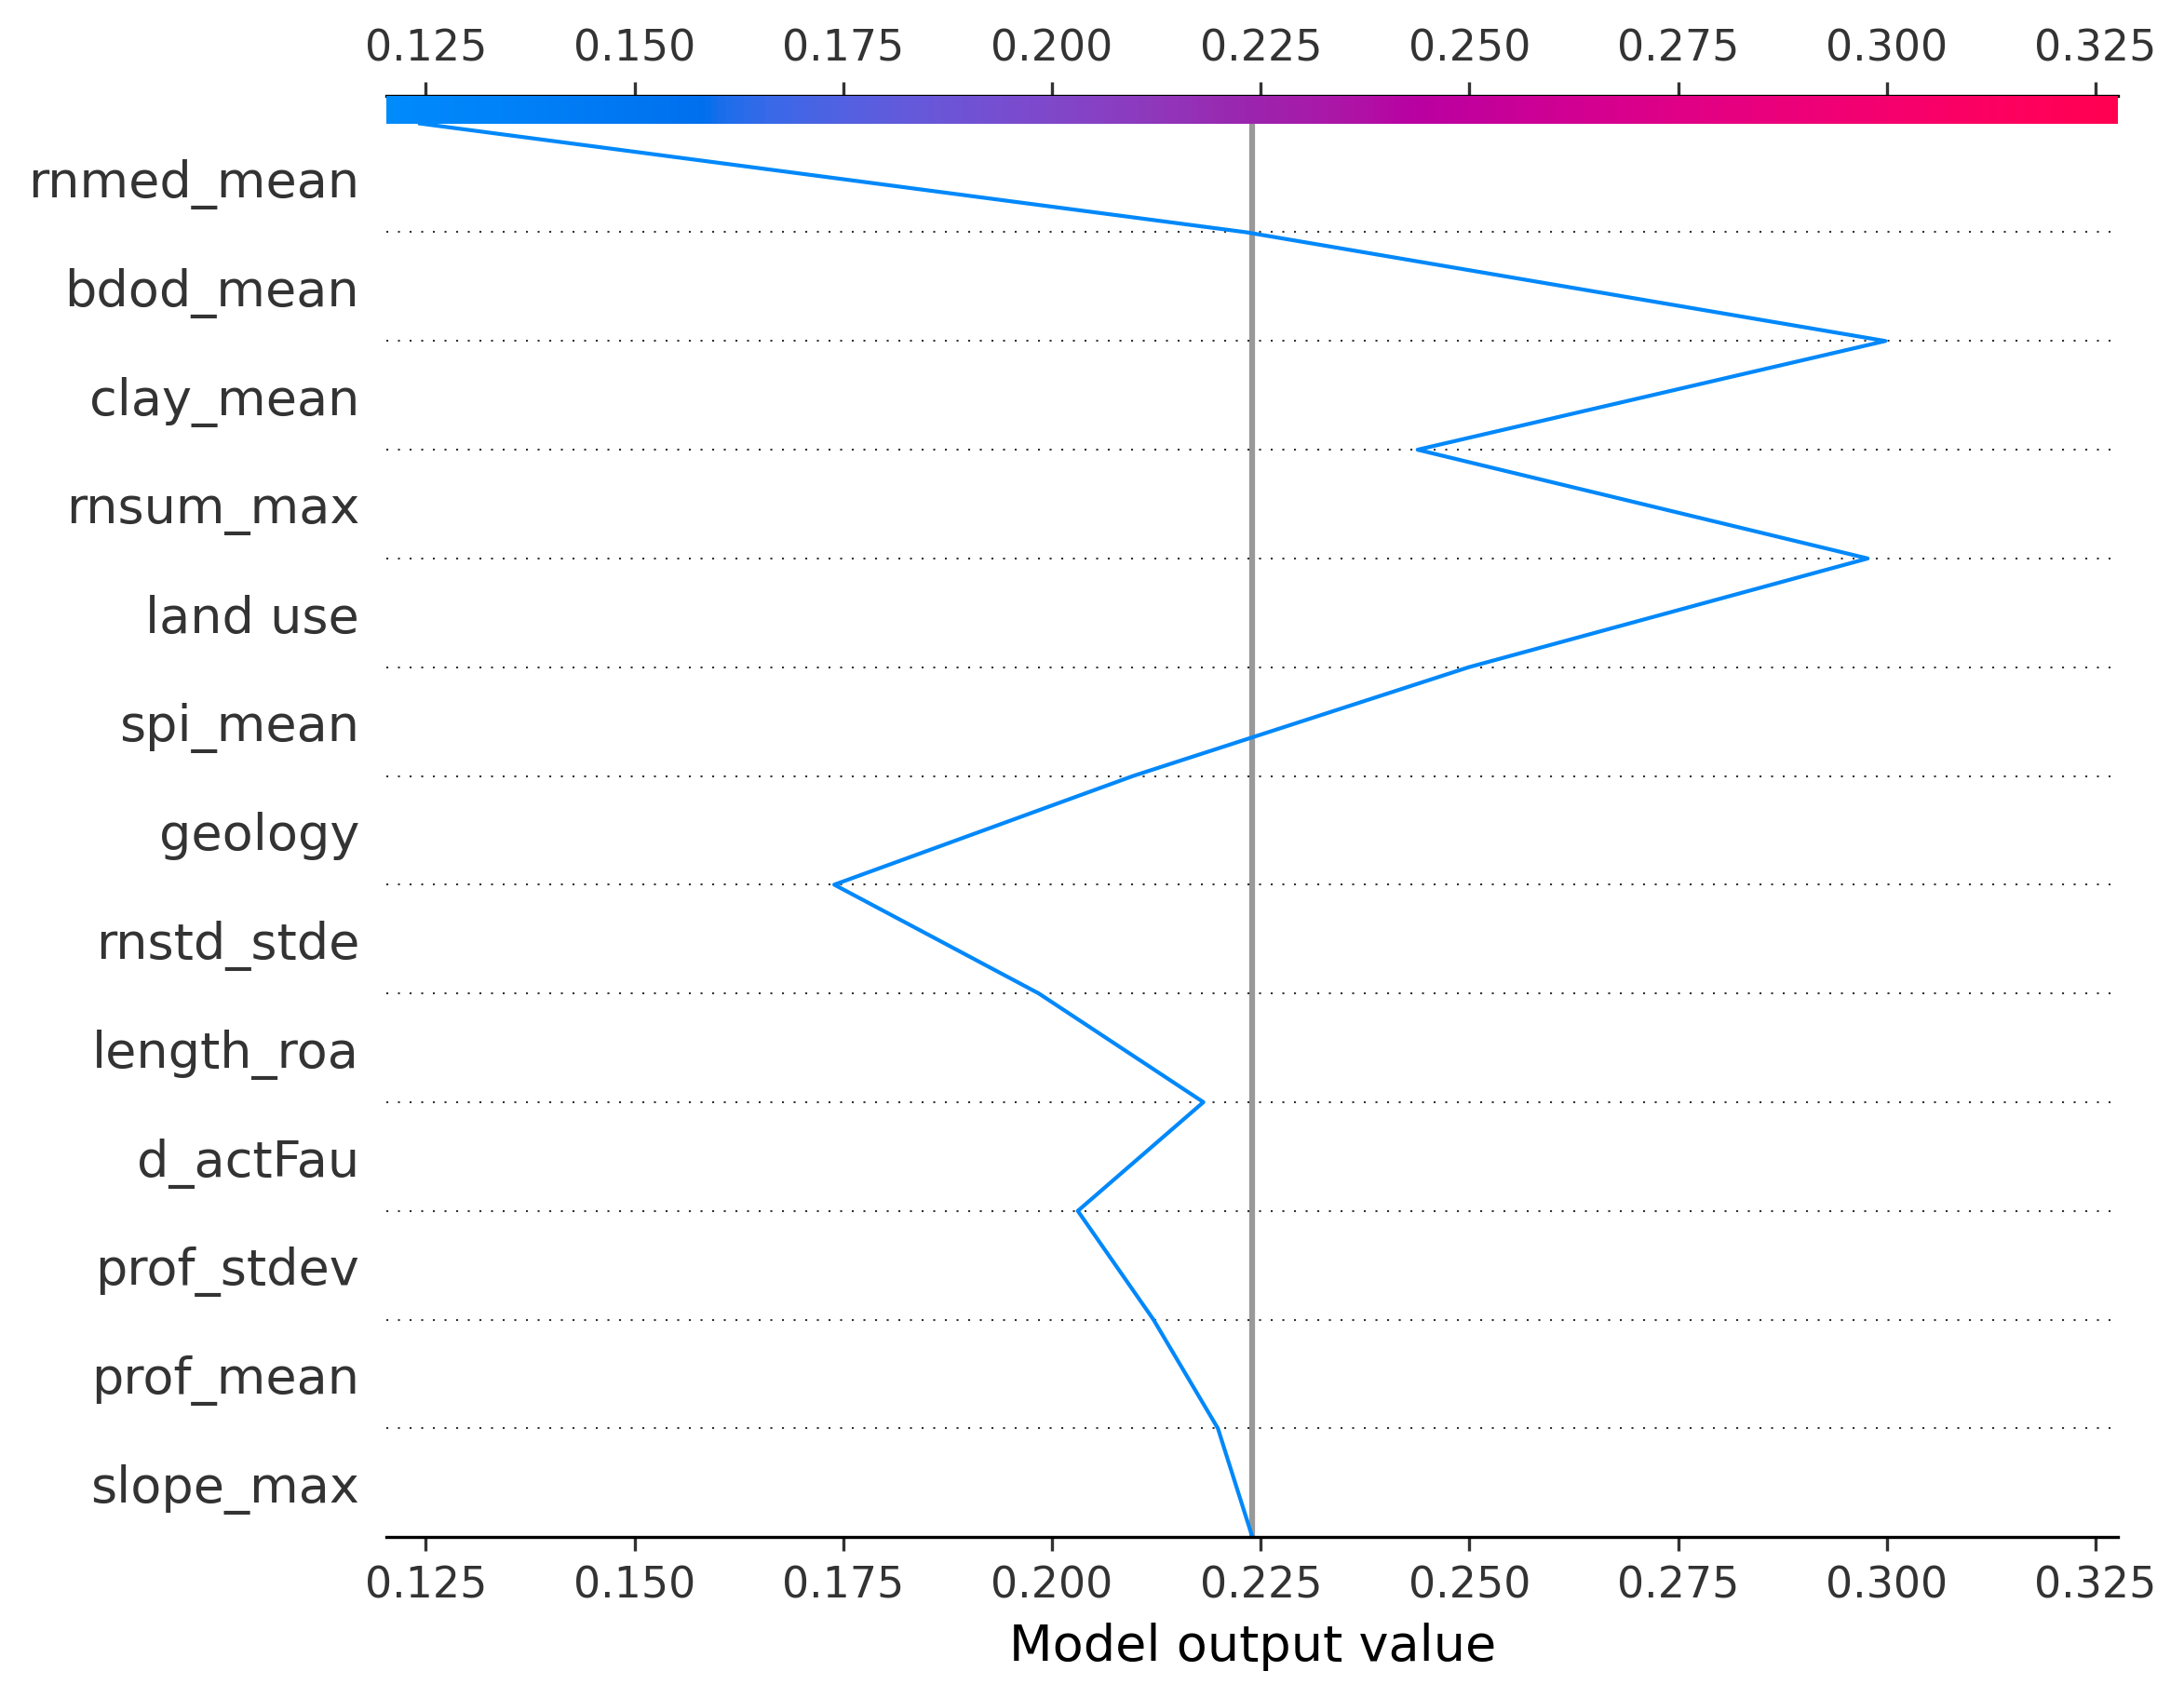 0.125 0.150 0.175 0.200 0.225 0.250 0.275 0.300 0.325
rnmed_mean
bdod_mean
clay_mean
rnsum_max
land use
spi_mean
geology
rnstd_stde
length_roa
d_actFau
prof_stdev
prof_mean
slope_max
0.125 0.150 0.175 0.200 0.225 0.250 0.275 0.300 0.325
Model output value